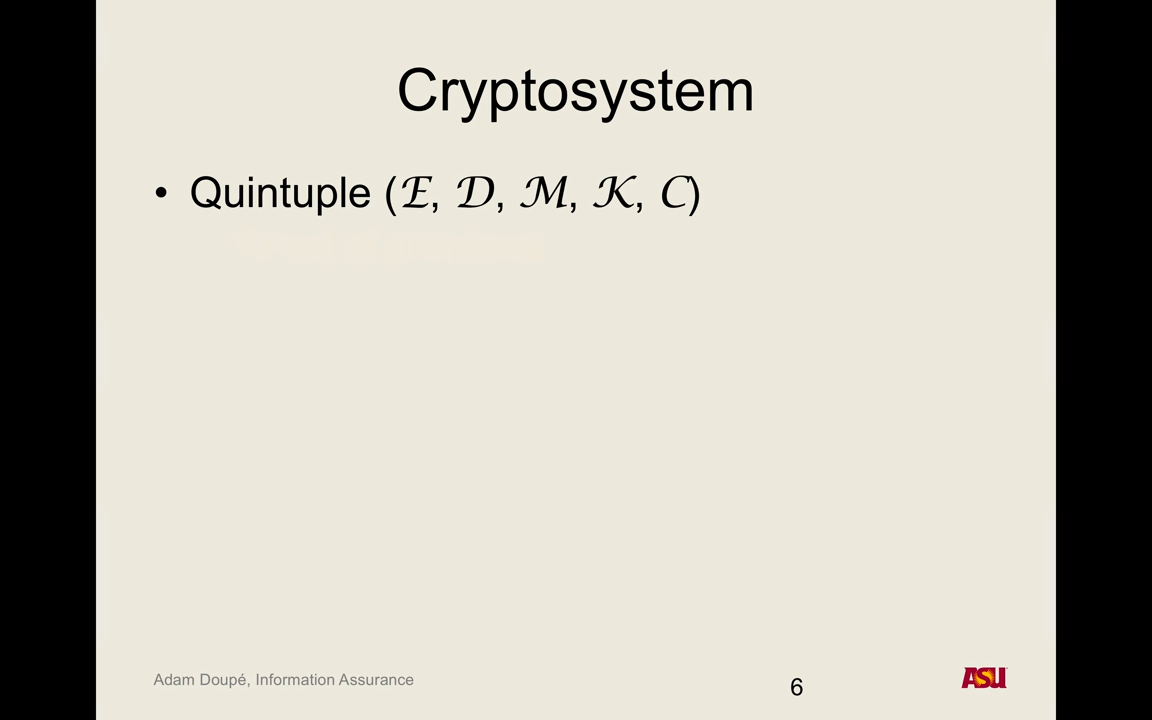 Cryptosystem
• Quintuple (ℰ, 𝒟, ℳ, 𝒦, 𝒞)
Adam Doupé, Information Assurance
6
ASU